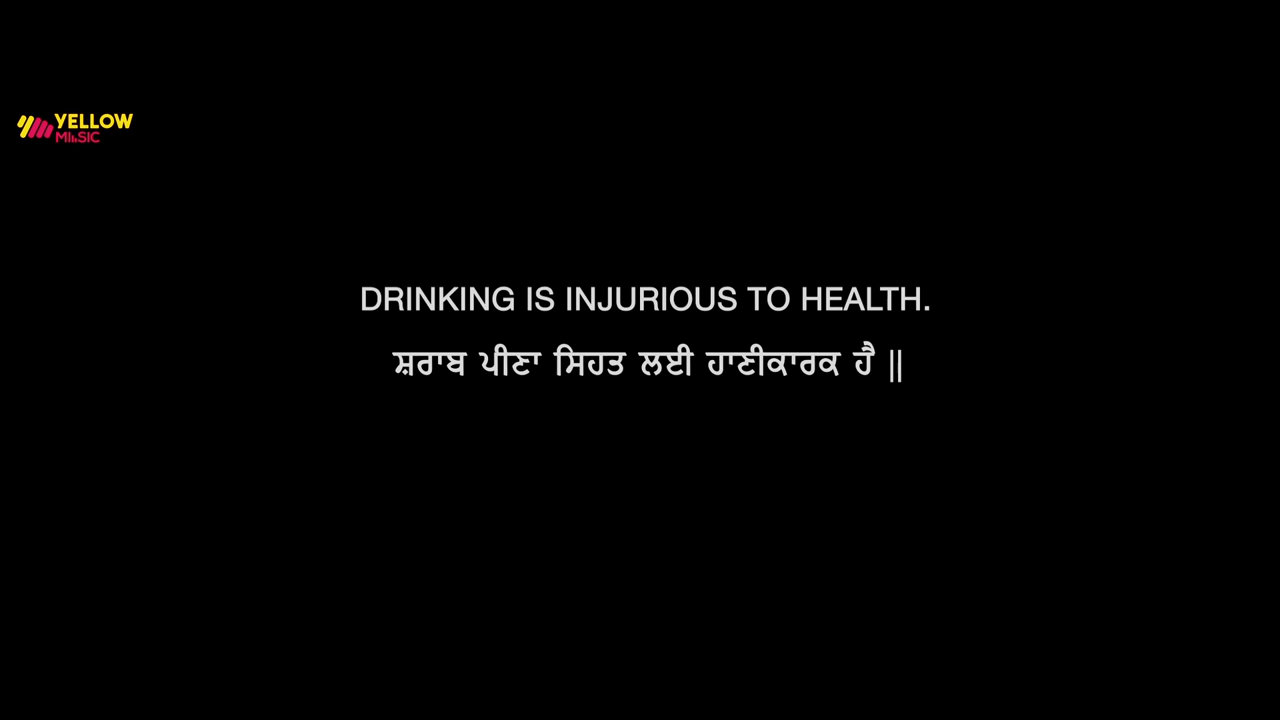 YELLOW
MUSIC
DRINKING IS INJURIOUS TO HEALTH.
ਸ਼ਰਾਬ ਪੀਣਾ ਸਿਹਤ ਲਈ ਹਾਣੀਕਾਰਕ ਹੈ ||